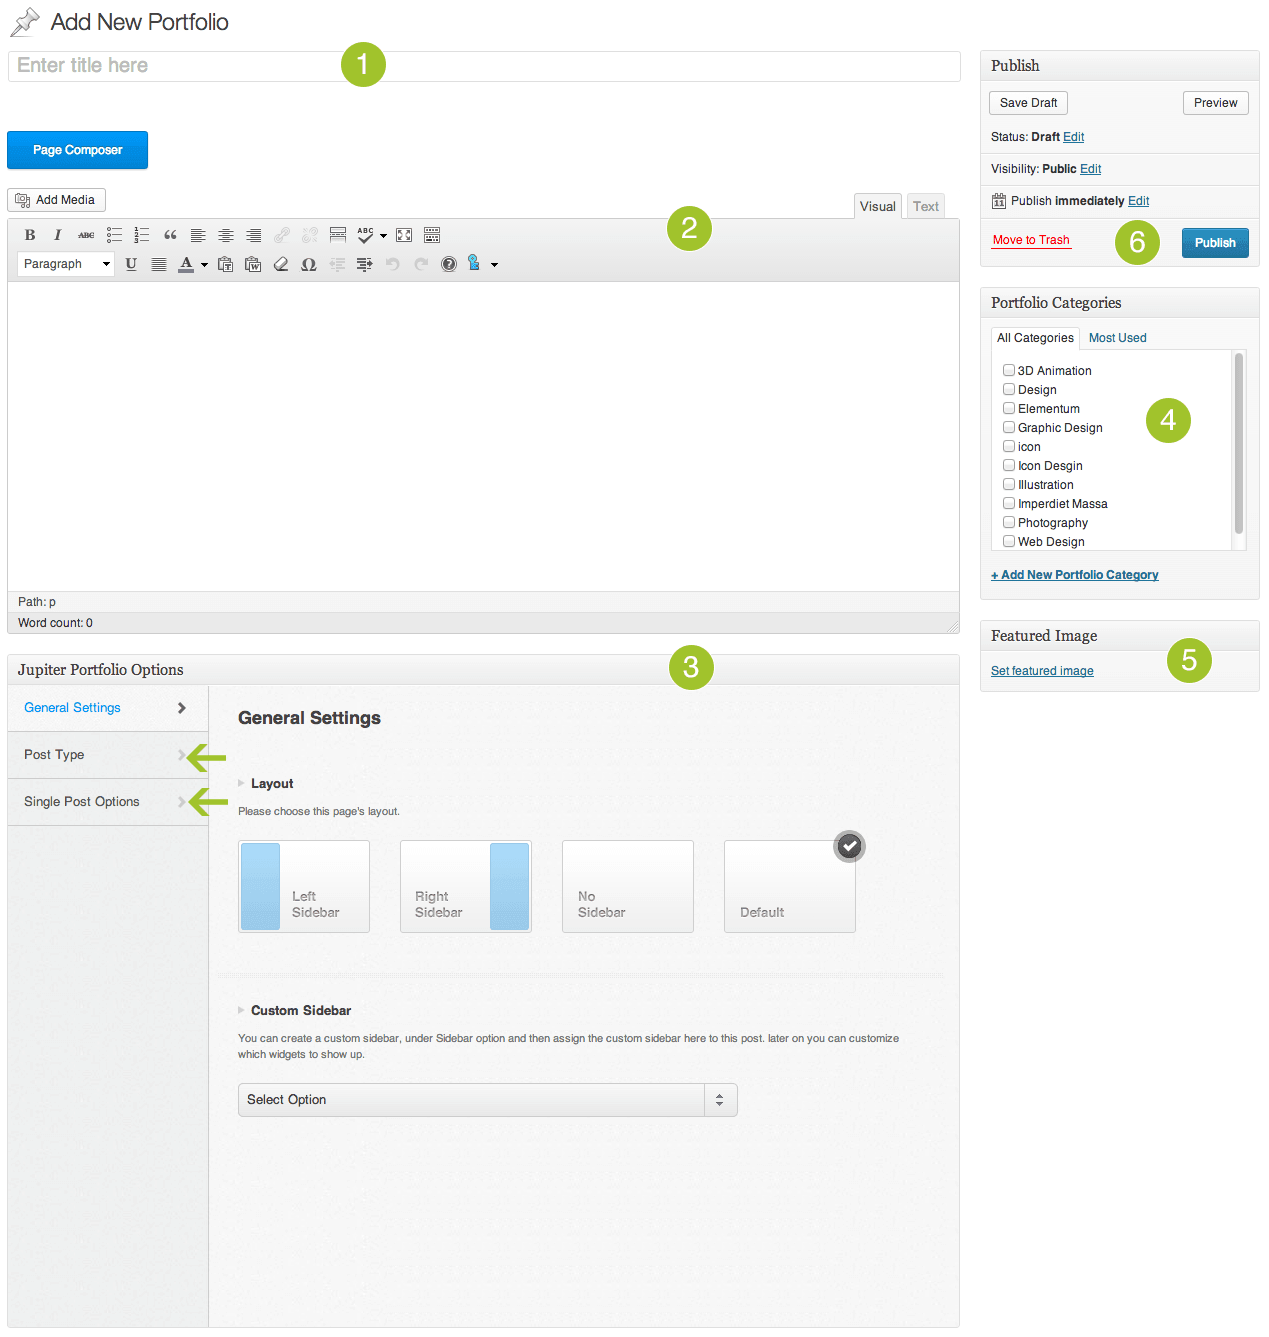 Add New Portfolio
Enter title here
1
Page Composer
Add Media
Visual
Text
B I ABC
ABC
2
Paragraph
U
A
Path: p
Word count: 0
Jupiter Portfolio Options
3
General Settings
Post Type
Single Post Options
General Settings
Layout
Please choose this page's layout.
Left
Sidebar
Right
Sidebar
No
Sidebar
Default
Custom Sidebar
You can create a custom sidebar, under Sidebar option and then assign the custom sidebar here to this post. later on you can customize
which widgets to show up.
Select Option
Publish
Save Draft
Preview
Status: Draft Edit
Visibility: Public Edit
11 Publish immediately Edit
Move to Trash
6
Publish
Portfolio Categories
All Categories
Most Used
3D Animation
Design
Elementum
Graphic Design
icon
Icon Desgin
Illustration
Imperdiet Massa
Photography
Web Design
4
+ Add New Portfolio Category
Featured Image
Set featured image
5